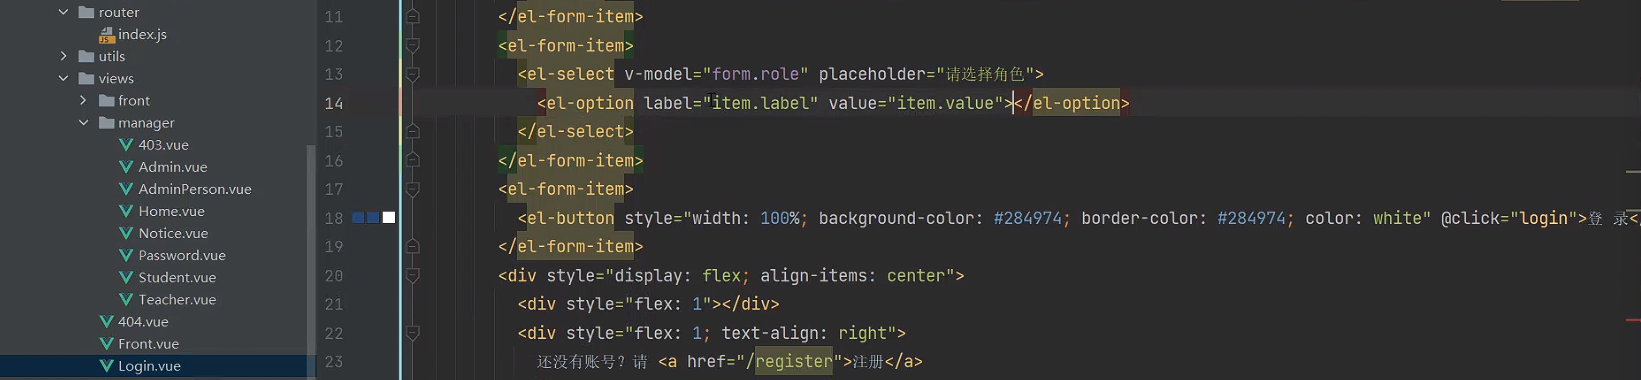 router
index.js
utils
views
front
manager
403.vue
Admin.vue
AdminPerson.vue
Home.vue
Notice.vue
Password.vue
Student.vue
Teacher.vue
404.vue
Front.vue
Login.vue
11 </el-form-item>
12 <el-form-item>
13 <el-select v-model="form.role" placeholder="请选择角色">
14 <el-option label="item.label" value="item.value"></el-option>
15 </el-select>
16 </el-form-item>
17 <el-form-item>
18 <el-button style="width: 100%; background-color: #284974; border-color: #284974; color: white" @click="login">登 录<
19 </el-form-item>
20 <div style="display: flex; align-items: center">
21 <div style="flex: 1"></div>
22 <div style="flex: 1; text-align: right">
23 还没有账号？请 <a href="/register">注册</a>